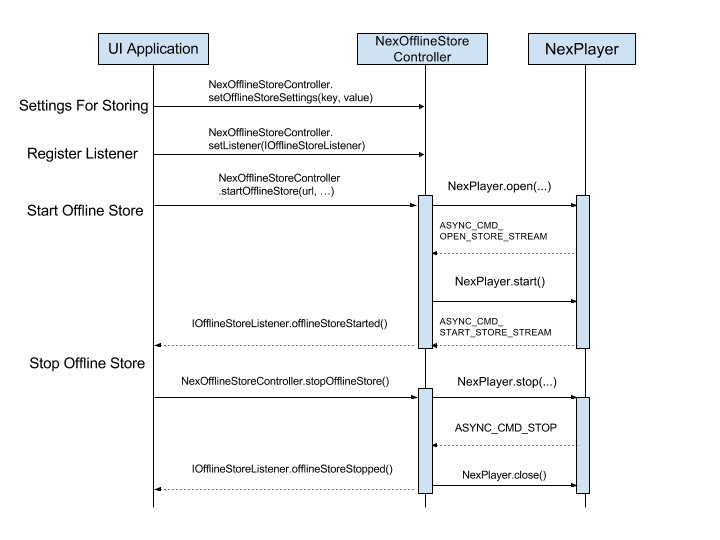 UI Application
NexOfflineStore
Controller
NexPlayer
Settings For Storing
NexOfflineStoreController.
setOfflineStoreSettings(key, value)
Register Listener
NexOfflineStoreController.
setListener(IOfflineStoreListener)
Start Offline Store
NexOfflineStoreController
.startOfflineStore(url, …)
NexPlayer.open(...)
ASYNC_CMD_
OPEN_STORE_STREAM
NexPlayer.start()
IOfflineStoreListener.offlineStoreStarted()
ASYNC_CMD_
START_STORE_STREAM
Stop Offline Store
NexOfflineStoreController.stopOfflineStore()
NexPlayer.stop(...)
ASYNC_CMD_STOP
IOfflineStoreListener.offlineStoreStopped()
NexPlayer.close()